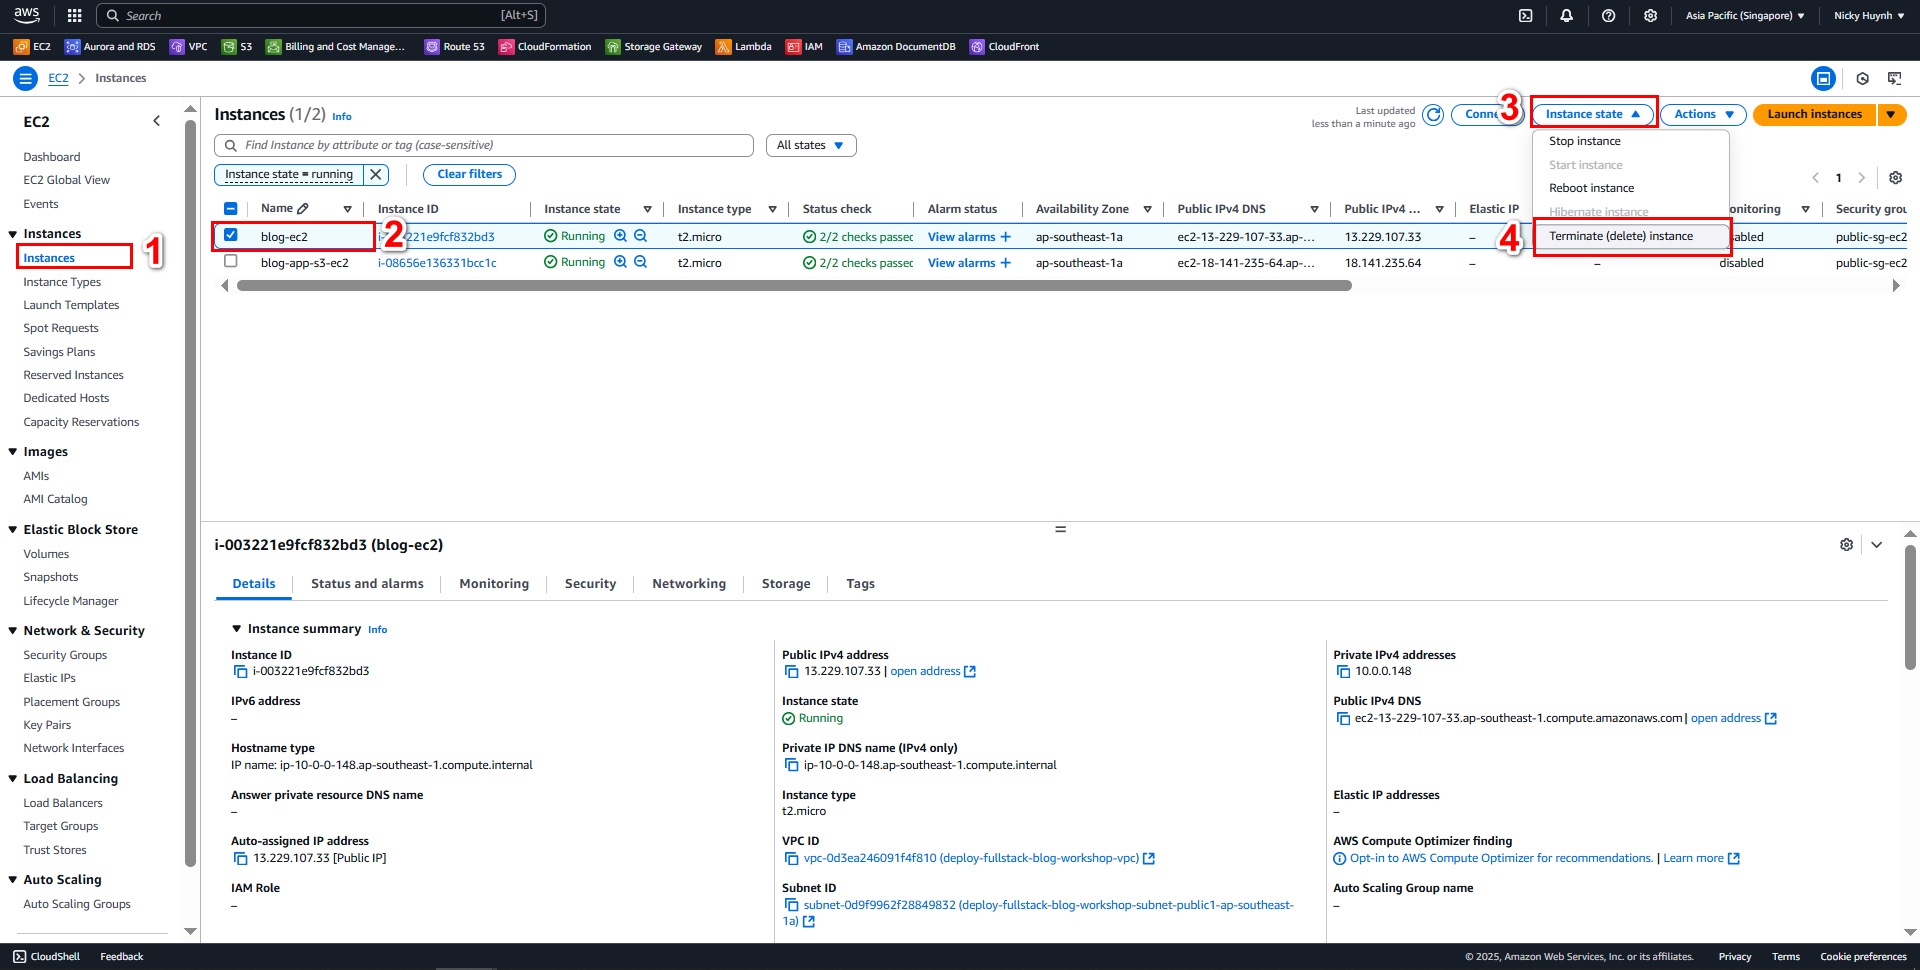 aws
Search
[Alt+S]
Asia Pacific (Singapore)
Nicky Huynh
EC2
Aurora and RDS
VPC
S3
Billing and Cost Manage...
Route 53
CloudFormation
Storage Gateway
Lambda
IAM
Amazon DocumentDB
CloudFront
EC2
Instances
EC2
Dashboard
EC2 Global View
Events
Instances
Instances
1
Instance Types
Launch Templates
Spot Requests
Savings Plans
Reserved Instances
Dedicated Hosts
Capacity Reservations
Images
AMIs
AMI Catalog
Elastic Block Store
Volumes
Snapshots
Lifecycle Manager
Network & Security
Security Groups
Elastic IPs
Placement Groups
Key Pairs
Network Interfaces
Load Balancing
Load Balancers
Target Groups
Trust Stores
Auto Scaling
Auto Scaling Groups
Instances (1/2) Info
Last updated
less than a minute ago
3
Instance state
Actions
Launch instances
Find Instance by attribute or tag (case-sensitive)
All states
Stop instance
Start instance
Reboot instance
Hibernate instance
4
Terminate (delete) instance
Instance state = running
Clear filters
1
Name Instance ID Instance state Instance type Status check Alarm status Availability Zone Public IPv4 DNS Public IPv4 ... Elastic IP
blog-ec2 2 221e9fcf832bd3 Running t2.micro 2/2 checks passed View alarms + ap-southeast-1a ec2-13-229-107-33.ap-... 13.229.107.33 –
blog-app-s3-ec2 i-08656e136331bcc1c Running t2.micro 2/2 checks passed View alarms + ap-southeast-1a ec2-18-141-235-64.ap-... 18.141.235.64 – – disabled public-sg-ec2
public-sg-ec2
i-003221e9fcf832bd3 (blog-ec2)
Details
Status and alarms
Monitoring
Security
Networking
Storage
Tags
Instance summary Info
Instance ID
i-003221e9fcf832bd3
IPv6 address
–
Hostname type
IP name: ip-10-0-0-148.ap-southeast-1.compute.internal
Answer private resource DNS name
–
Auto-assigned IP address
13.229.107.33 [Public IP]
IAM Role
–
Public IPv4 address
13.229.107.33 | open address
Instance state
Running
Private IP DNS name (IPv4 only)
ip-10-0-0-148.ap-southeast-1.compute.internal
Instance type
t2.micro
VPC ID
vpc-0d3ea246091f4f810 (deploy-fullstack-blog-workshop-vpc)
Subnet ID
subnet-0d9f9962f28849832 (deploy-fullstack-blog-workshop-subnet-public1-ap-southeast-
1a)
Private IPv4 addresses
10.0.0.148
Public IPv4 DNS
ec2-13-229-107-33.ap-southeast-1.compute.amazonaws.com | open address
Elastic IP addresses
–
AWS Compute Optimizer finding
Opt-in to AWS Compute Optimizer for recommendations. | Learn more
Auto Scaling Group name
–
CloudShell
Feedback
© 2025, Amazon Web Services, Inc. or its affiliates.
Privacy
Terms
Cookie preferences